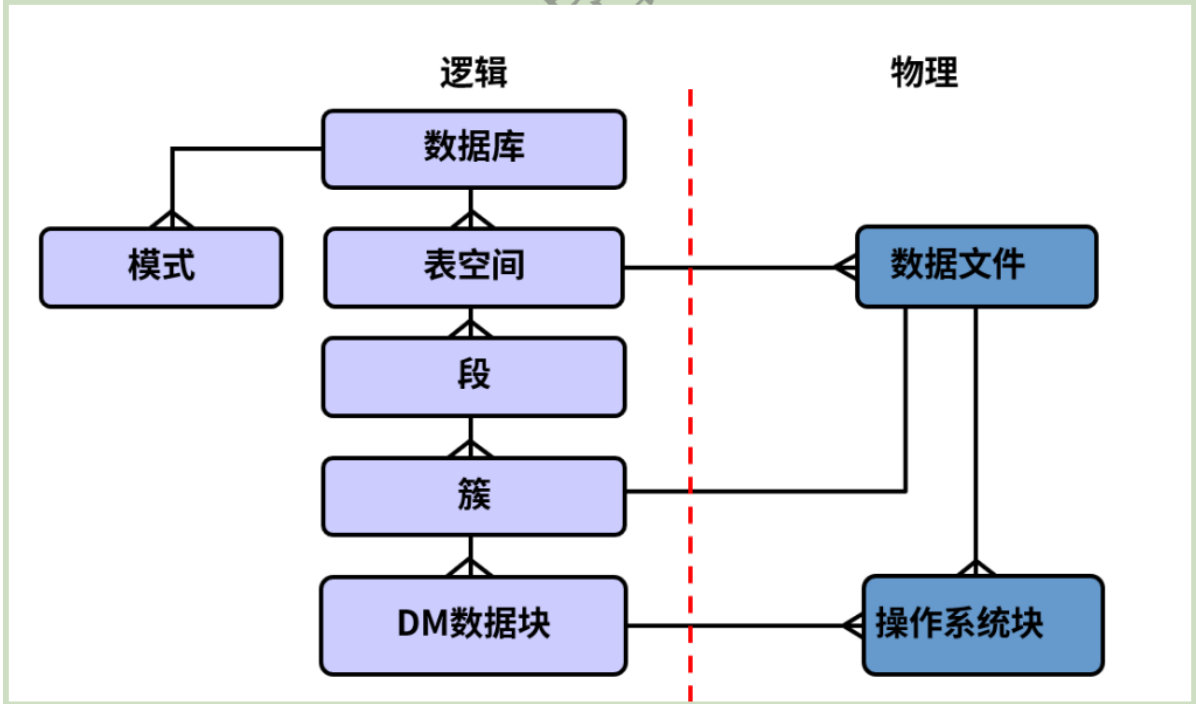 逻辑
物理
数据库
模式
表空间
数据文件
段
簇
DM数据块
操作系统块